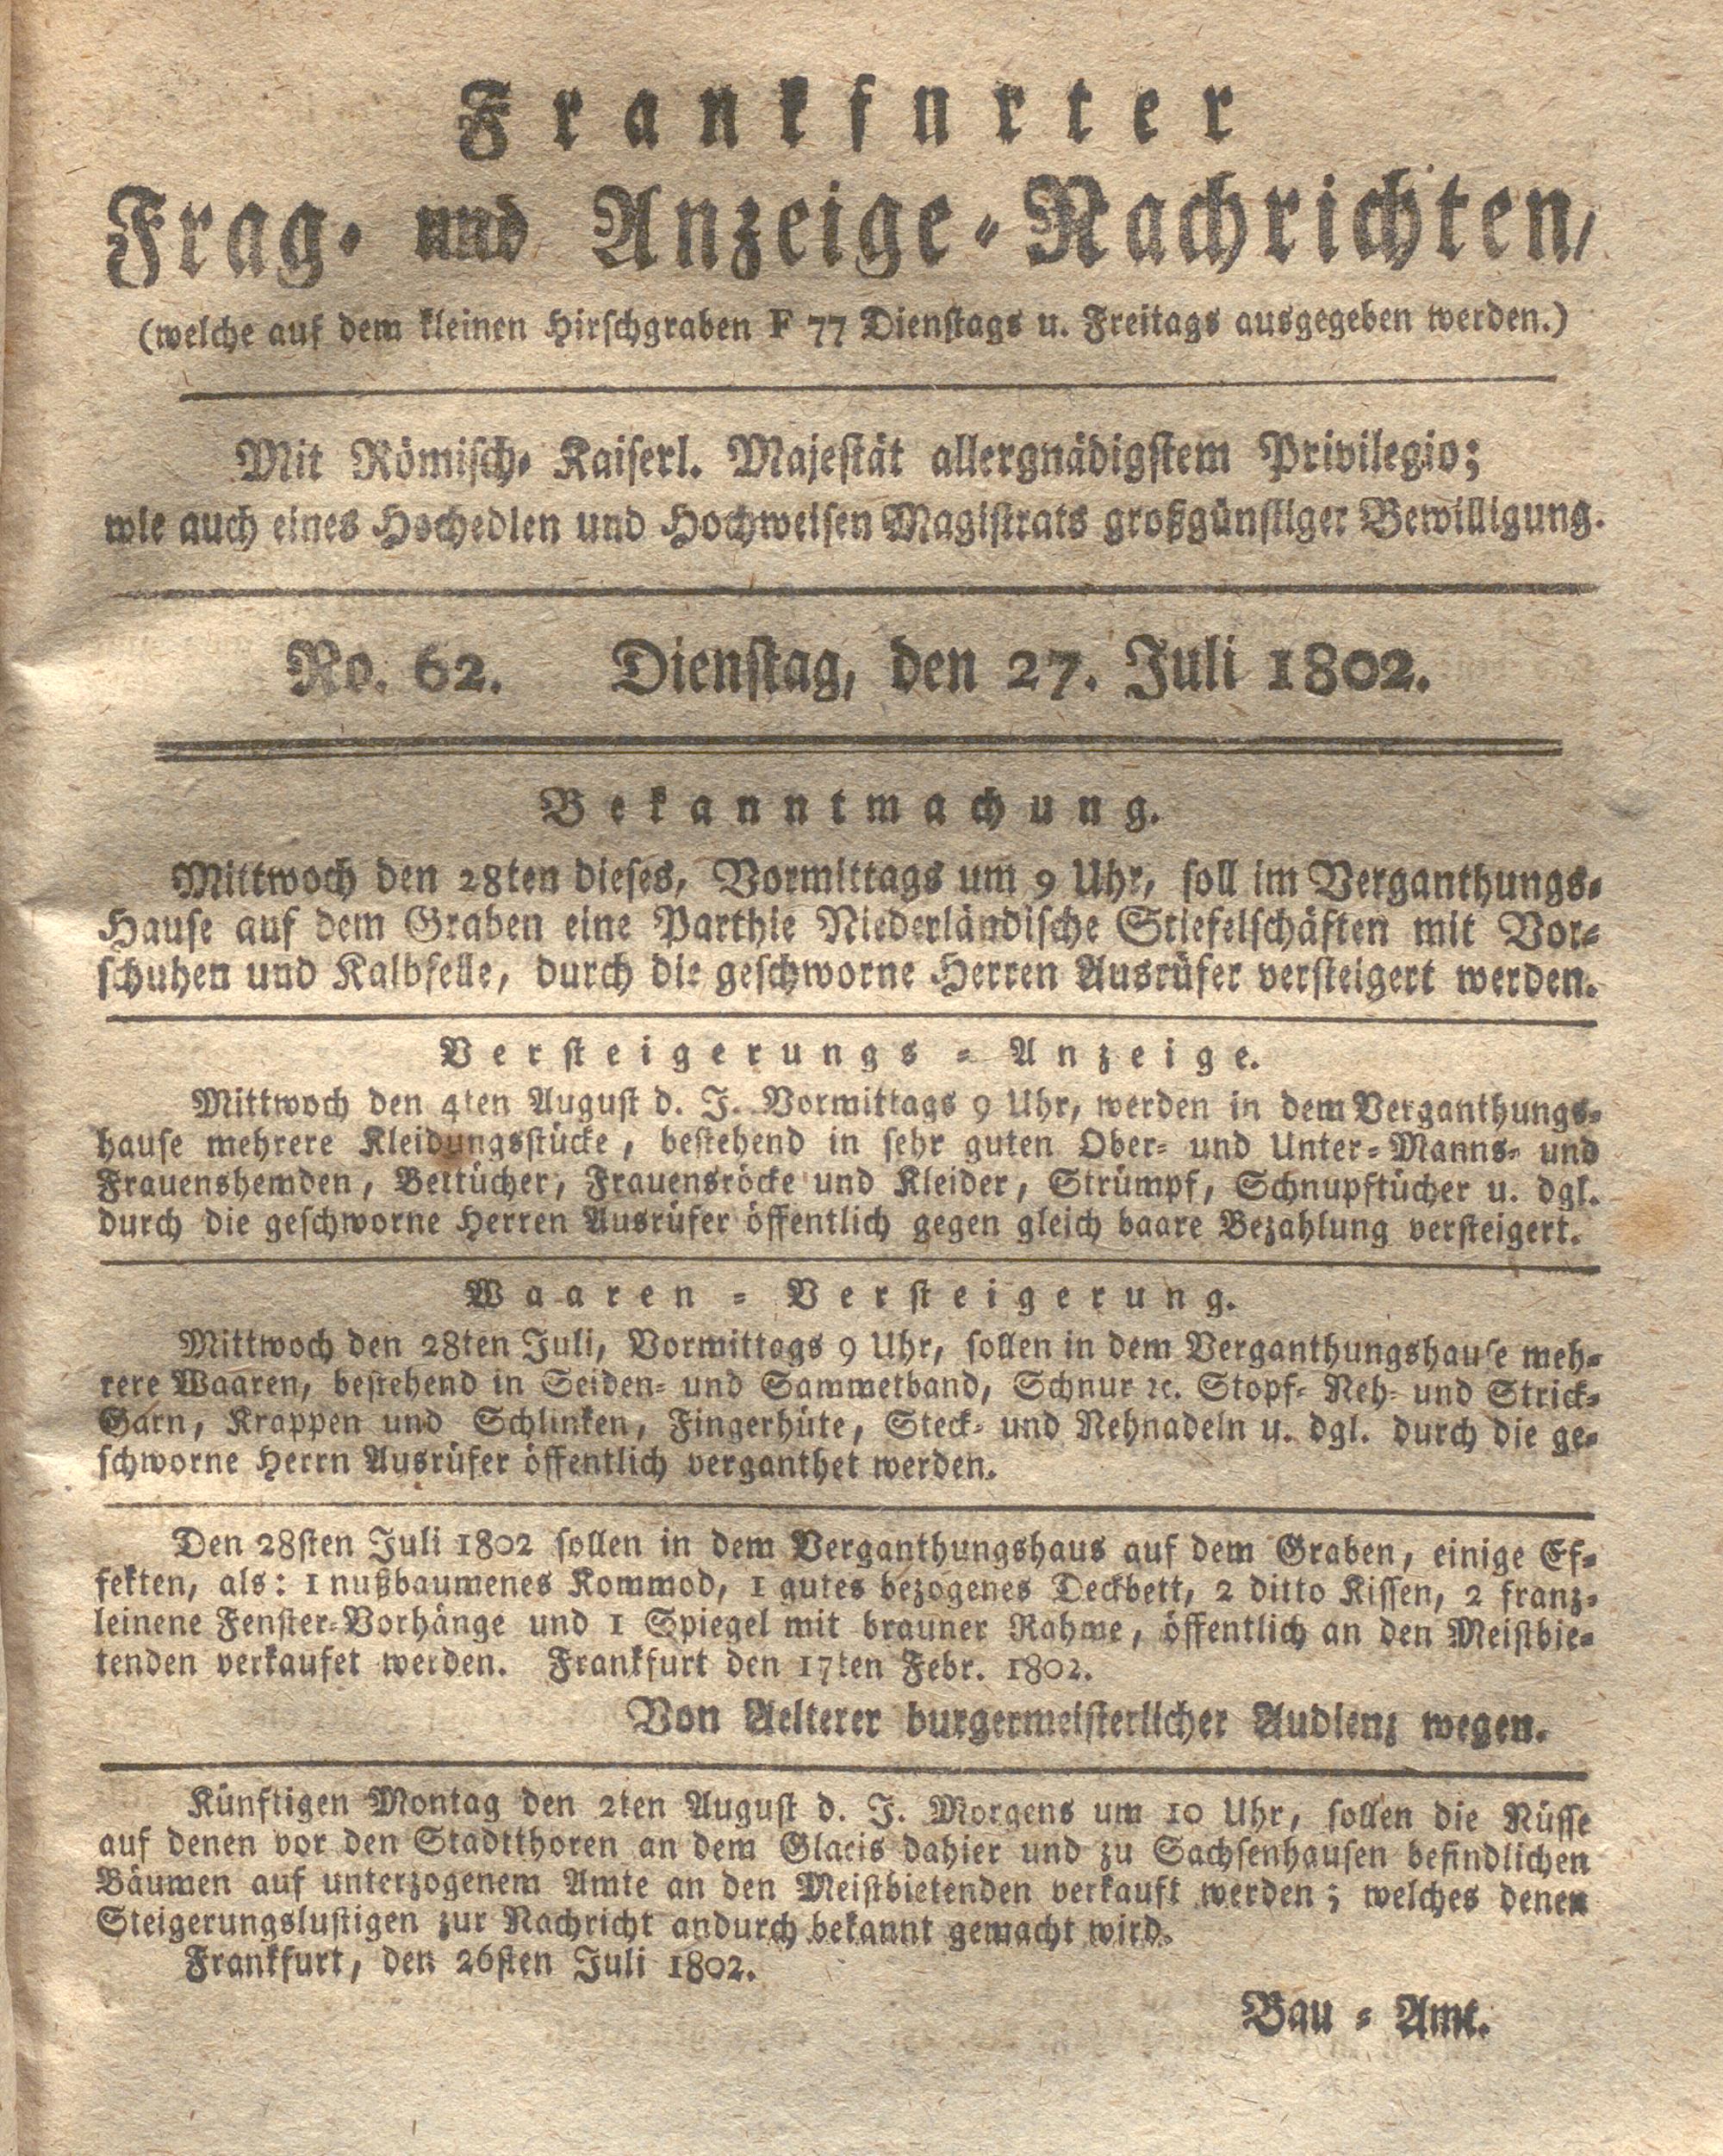 Frankfurter
Frag- und Anzeige-Nachrichten,
(welche auf dem kleinen Hirschgraben F 77 Dienstags u. Freitags ausgegeben werden.)
Mit Römisch- Kaiserl. Majestät allergnädigstem Privilegio;
wie auch eines Hochedlen und Hochweisen Magistrats großgünstiger Bewilligung.
No. 62. Dienstag, den 27. Juli 1802.
Bekanntmachung.
Mittwoch den 28ten dieses, Vormittags um 9 Uhr, soll im Verganthungs-
Hause auf dem Graben eine Parthie Niederländische Stiefelschäften mit Vor-
schuhen und Kalbfelle, durch die geschworne Herren Ausrüfer versteigert werden.
Versteigerungs-Anzeige.
Mittwoch den 4ten August d. J. Vormittags 9 Uhr, werden in dem Verganthungs-
hause mehrere Kleidungsstücke, bestehend in sehr guten Ober- und Unter-Manns- und
Frauenshemden, Bettücher, Frauensröcke und Kleider, Strümpf, Schnupftücher u. dgl.
durch die geschworne Herren Ausrüfer öffentlich gegen gleich baare Bezahlung versteigert.
Waaren-Versteigerung.
Mittwoch den 28ten Juli, Vormittags 9 Uhr, sollen in dem Verganthungshause meh-
rere Waaren, bestehend in Seiden- und Sammetband, Schnur ꝛc. Stopf- Neh- und Strick-
Garn, Krappen und Schlinken, Fingerhüte, Steck- und Nehnadeln u. dgl. durch die ge-
schworne Herrn Ausrüfer öffentlich verganthet werden.
Den 28sten Juli 1802 sollen in dem Verganthungshaus auf dem Graben, einige Ef-
fekten, als: 1 nußbaumenes Kommod, 1 gutes bezogenes Deckbett, 2 ditto Kissen, 2 franz-
leinene Fenster-Vorhänge und 1 Spiegel mit brauner Rahme, öffentlich an den Meistbie-
tenden verkaufet werden. Frankfurt den 17ten Febr. 1802.
Von Aelterer burgermeisterlicher Audienz wegen.
Künftigen Montag den 2ten August d. J. Morgens um 10 Uhr, sollen die Nüsse
auf denen vor den Stadtthoren an dem Glacis dahier und zu Sachsenhausen befindlichen
Bäumen auf unterzogenem Amte an den Meistbietenden verkauft werden; welches denen
Steigerungslustigen zur Nachricht andurch bekannt gemacht wird.
Frankfurt, den 26sten Juli 1802.
Bau-Amt.